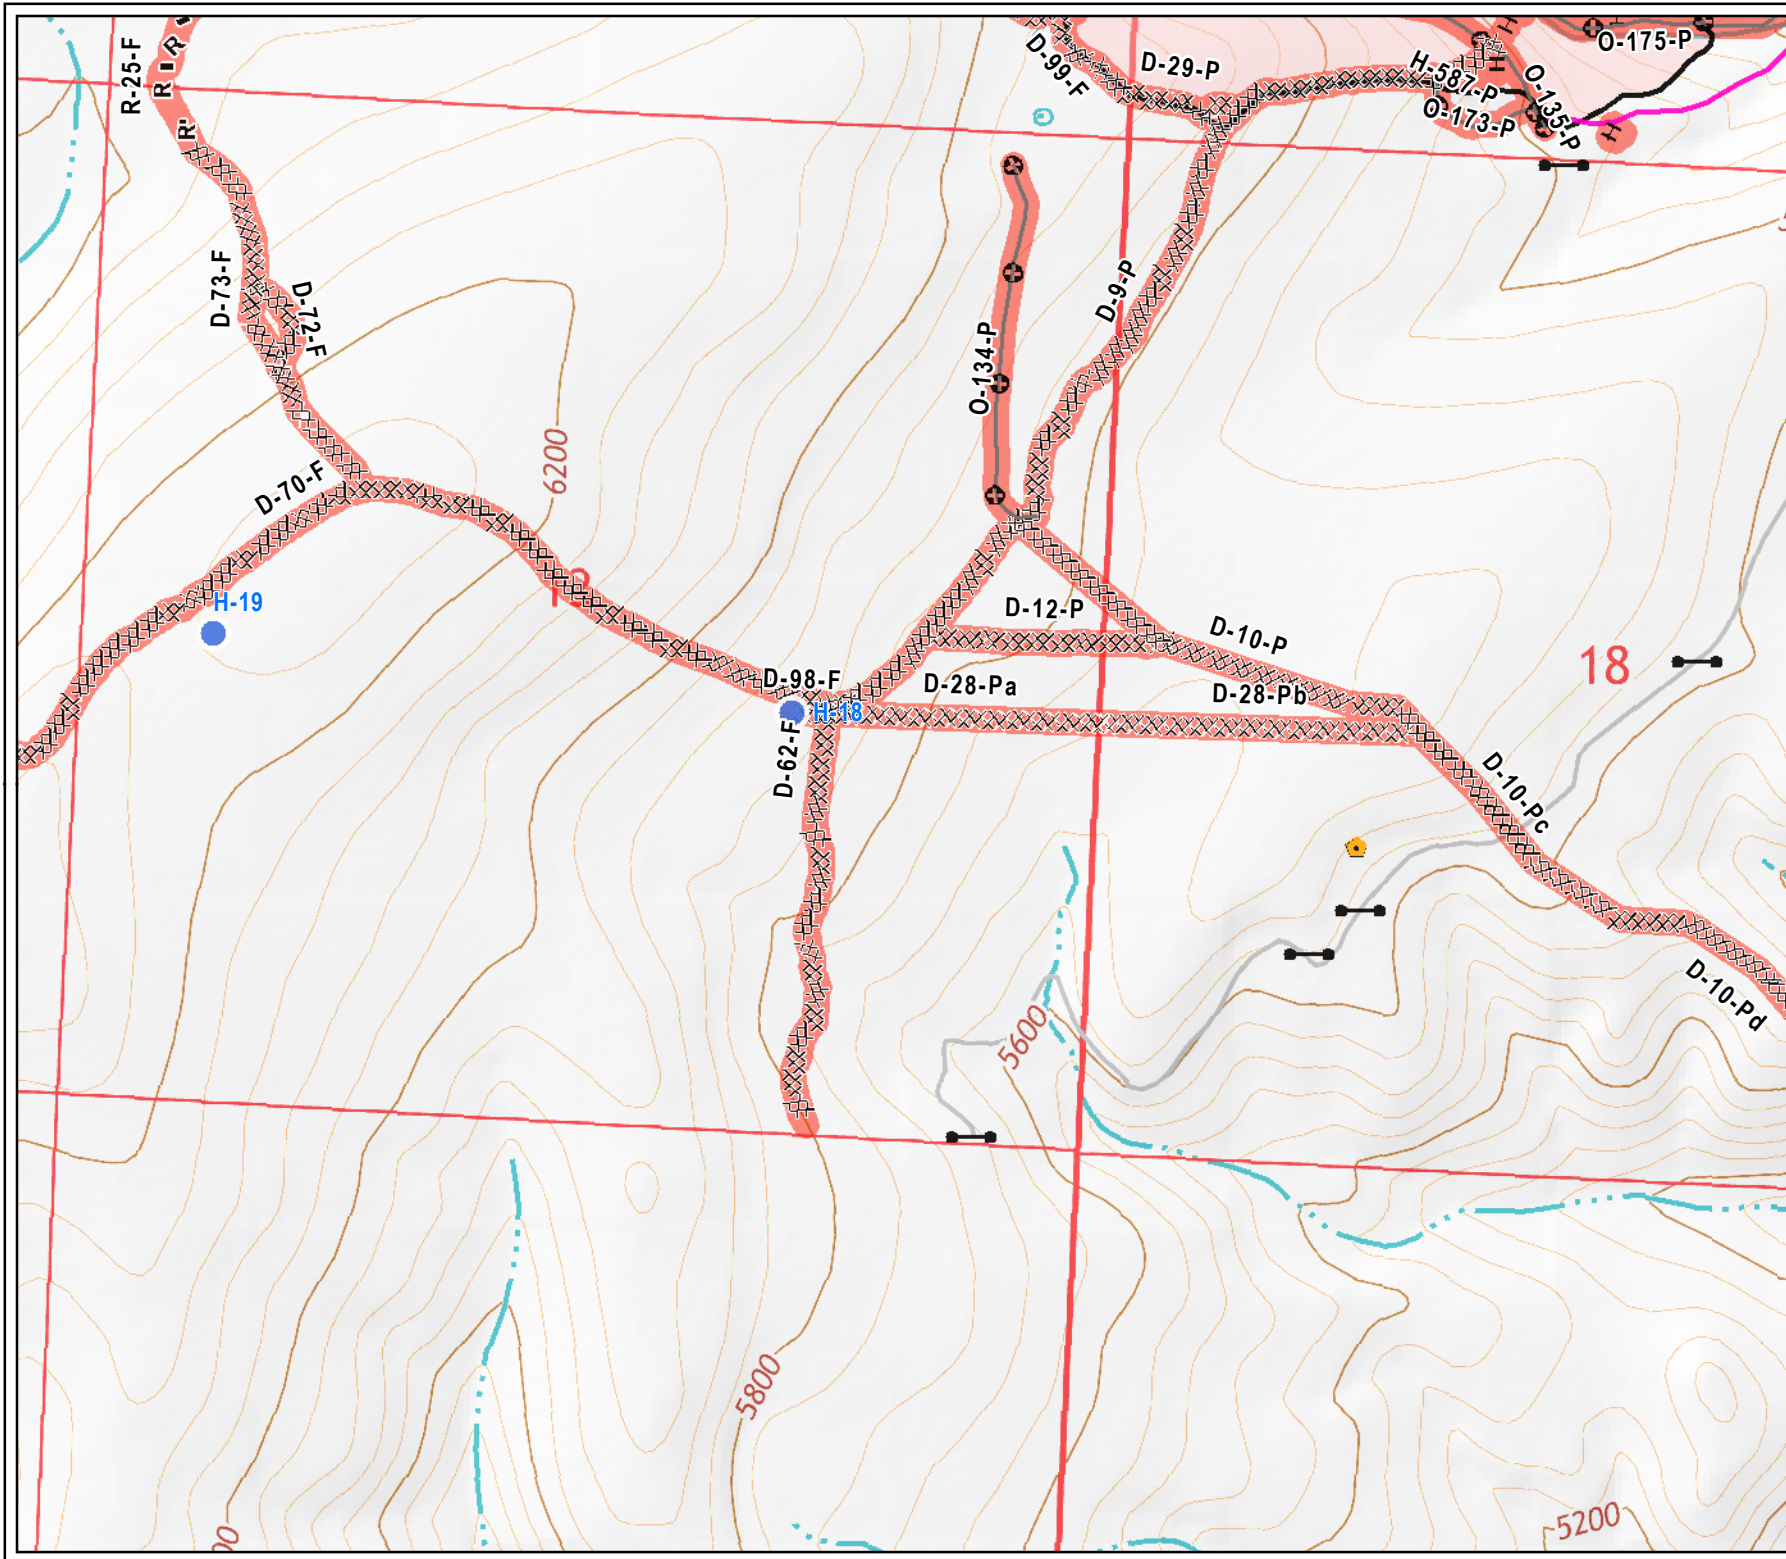 R-25-F
R
R
R
D-99-F
D-29-P
H-587-P
H
H
H
O-173-P
O-135-P
O-175-P
D-73-F
D-72-F
D-9-P
O-134-P
6200
D-70-F
H-19
D-12-P
D-10-P
D-98-F
D-28-Pa
D-28-Pb
18
H-18
D-62-F
D-10-Pc
D-10-Pd
5600
5800
5200